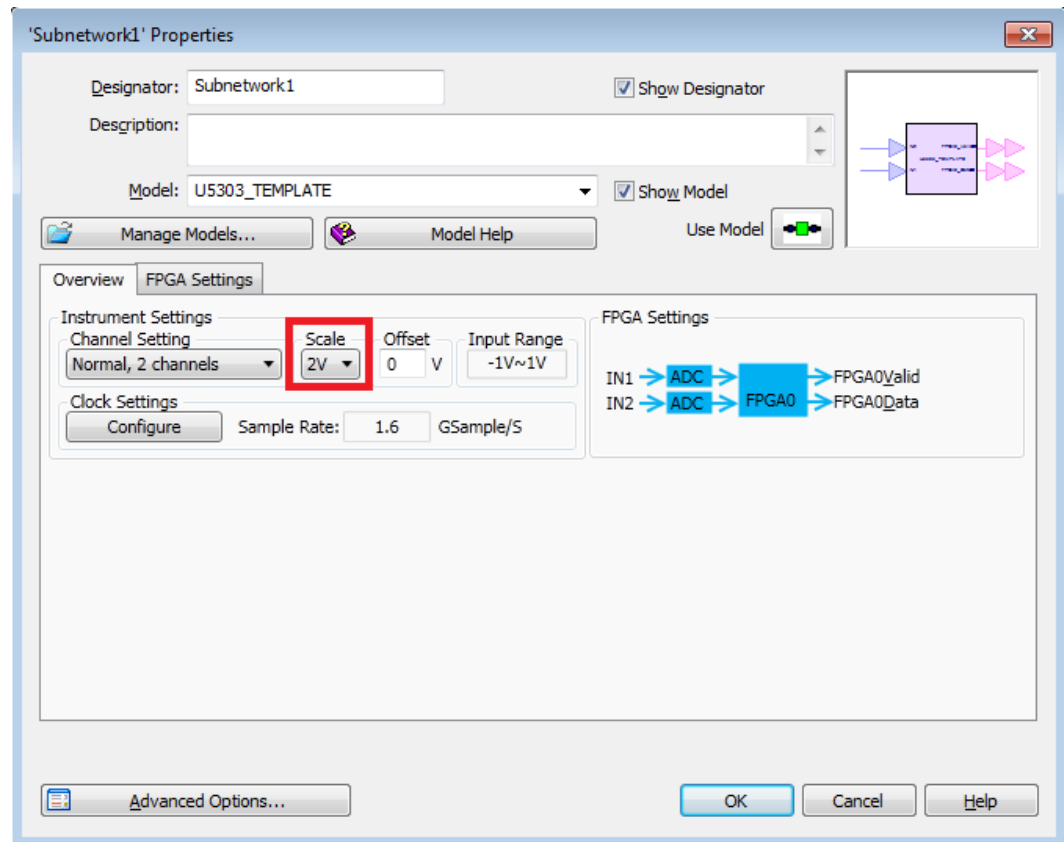 'Subnetwork1' Properties
Designator: Subnetwork1
Show Designator
Description:
Model: U5303_TEMPLATE
Show Model
Manage Models...
Model Help
Use Model
Overview
FPGA Settings
Instrument Settings
Channel Setting
Scale
Offset
Input Range
Normal, 2 channels
2V
0 V
-1V~1V
Clock Settings
Configure
Sample Rate: 1.6 GSample/S
FPGA Settings
IN1 ADC FPGA0Valid
FPGA0
IN2 ADC FPGA0Data
Advanced Options...
OK
Cancel
Help